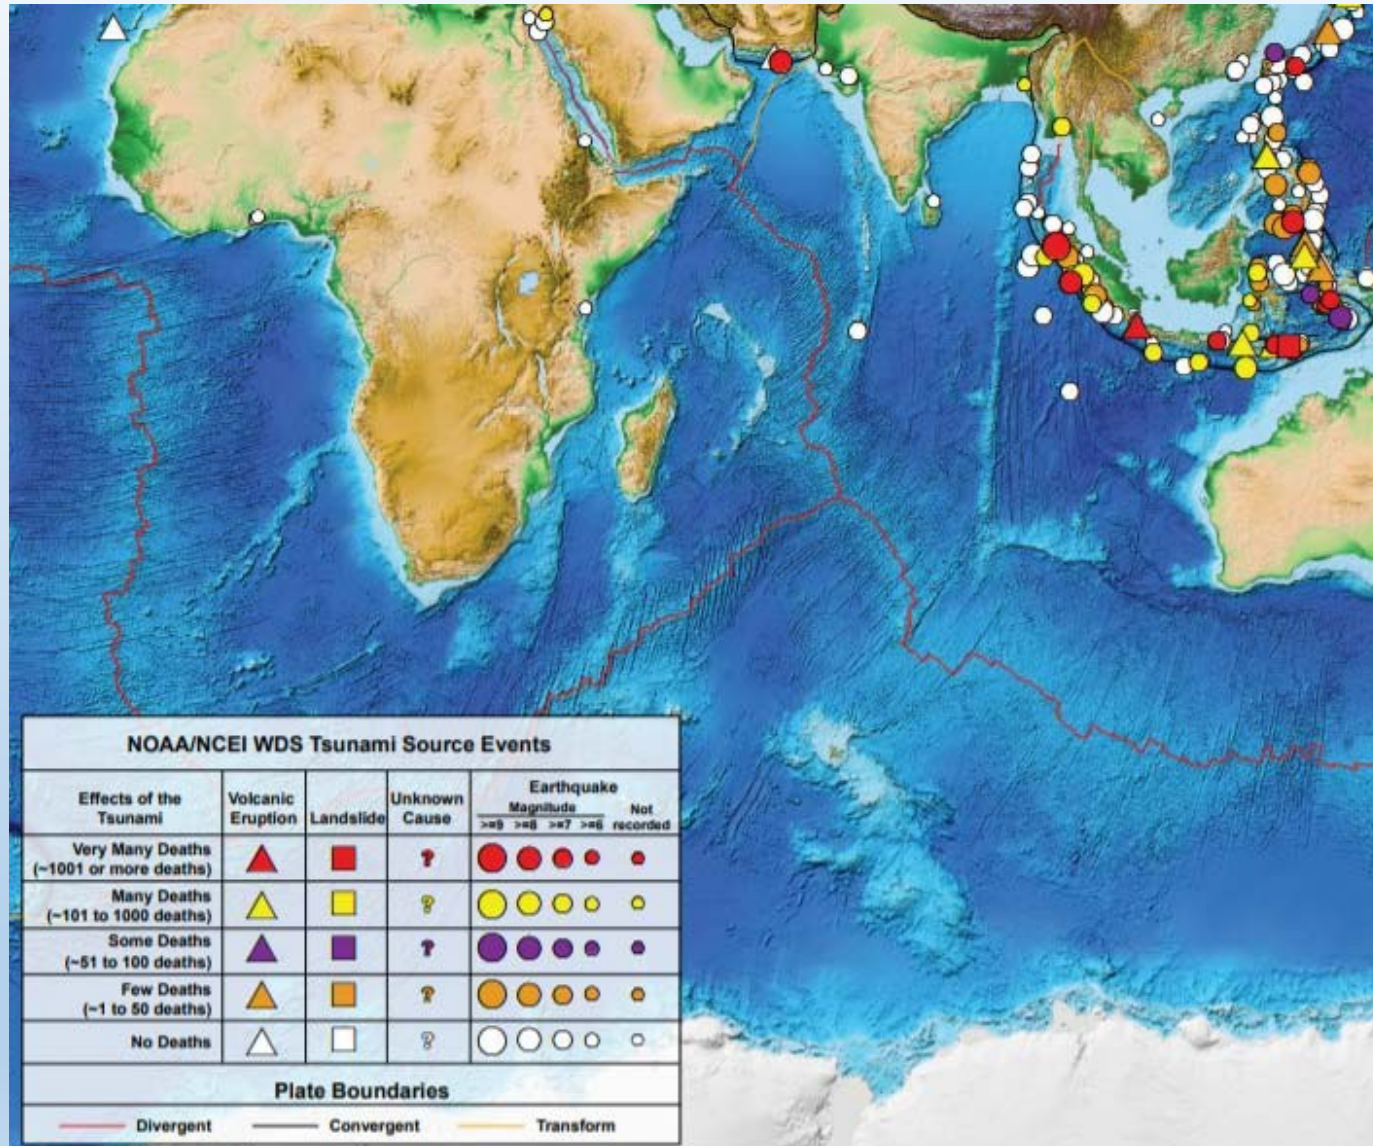 NOAA/NCEI WDS Tsunami Source Events
Effects of the Tsunami
Volcanic Eruption
Landslide
Unknown Cause
Earthquake
Magnitude
>=9 >=8 >=7 >=6
Not recorded
Very Many Deaths
(~1001 or more deaths)
?
Many Deaths
(~101 to 1000 deaths)
?
Some Deaths
(~51 to 100 deaths)
?
Few Deaths
(~1 to 50 deaths)
?
No Deaths
?
Plate Boundaries
Divergent Convergent Transform